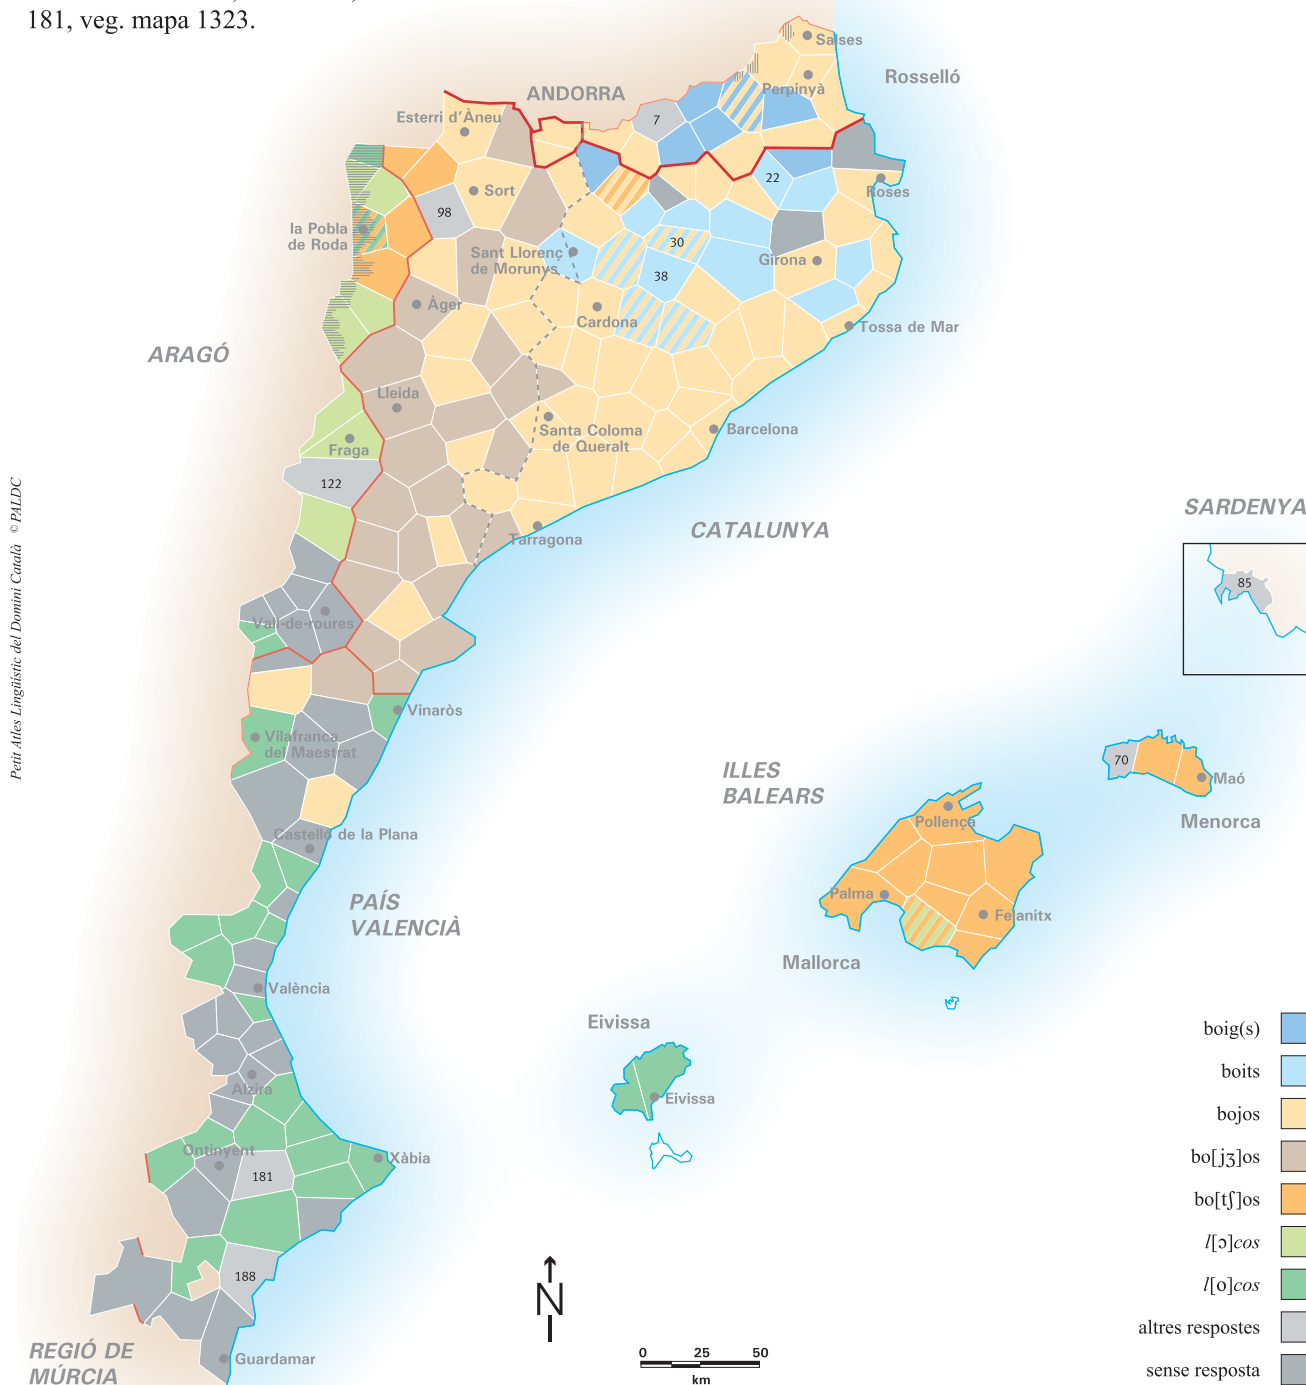 181, veg. mapa 1323.
Salses
Rosselló
Perpinyà
ANDORRA
Esterri d'Àneu
7
Sort
22
Roses
98
la Pobla
de Roda
30
Sant Llorenç
de Morunys
Girona
38
Àger
Cardona
Tossa de Mar
ARAGÓ
Lleida
Santa Coloma
de Queralt
Barcelona
Fraga
122
Petit Atles Lingüístic del Domini Català © PALDC
SARDENYA
CATALUNYA
Tarragona
85
Vall-de-roures
Vinaròs
Vilafranca
del Maestrat
ILLES
BALEARS
70
Maó
Menorca
Pollença
Castelló de la Plana
PAÍS
VALENCIÀ
Palma
Felanitx
Mallorca
València
Eivissa
Eivissa
Alzira
Ontinyent
Xàbia
181
188
N
REGIÓ DE
MÚRCIA
Guardamar
0 25 50
km
boig(s)
boits
bojos
bo[jʒ]os
bo[tʃ]os
l[ɔ]cos
l[o]cos
altres respostes
sense resposta